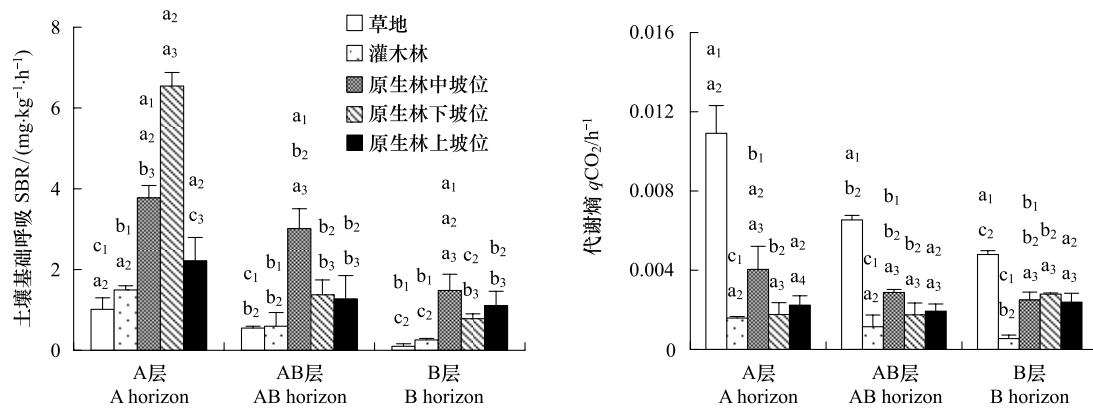 土壤基础呼吸 SBR/(mg·kg⁻¹·h⁻¹)
8
6
4
2
0
草地
灌木林
原生林中坡位
原生林下坡位
原生林上坡位
c₁
a₂
b₁
a₂
a₁
a₂
b₃
a₂
a₃
a₂
c₃
c₁
b₂
b₁
b₂
a₁
b₂
a₃
b₂
b₃
b₂
b₃
b₁
c₂
b₁
c₂
a₁
a₂
a₃
c₂
b₃
b₂
b₃
A层
A horizon
AB层
AB horizon
B层
B horizon
代谢熵 qCO₂/h⁻¹
0.016
0.012
0.008
0.004
0
a₁
a₂
c₁
a₂
b₁
a₂
a₃
b₂
a₃
a₂
a₄
a₁
b₂
c₁
a₂
b₁
a₃
b₂
a₃
a₂
a₃
a₁
c₂
c₁
b₂
b₁
b₂
a₃
b₂
a₃
a₂
a₃
A层
A horizon
AB层
AB horizon
B层
B horizon